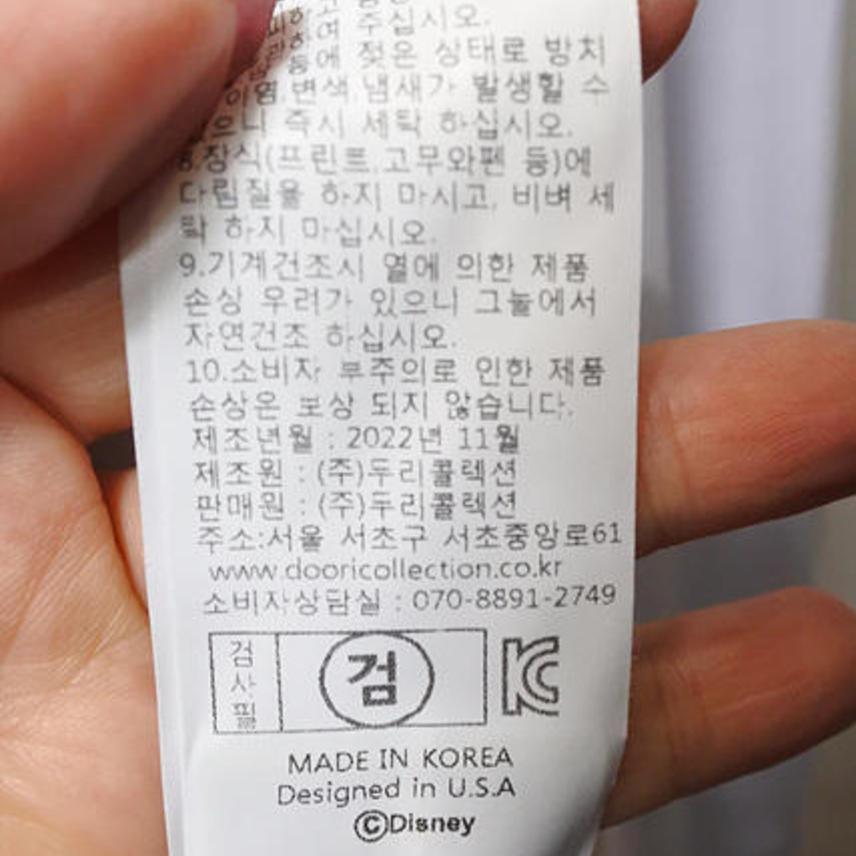 하여 주십시오.
등에 젖은 상태로 방치
이염,변색,냄새가 발생할 수
으니 즉시 세탁 하십시오.
8.장식(프린트,고무와펜 등)에
다림질을 하지 마시고, 비벼 세
탁 하지 마십시오.
9.기계건조시 열에 의한 제품
손상 우려가 있으니 그늘에서
자연건조 하십시오.
10.소비자 부주의로 인한 제품
손상은 보상 되지 않습니다.
제조년월 : 2022년 11월
제조원 : (주)두리콜렉션
판매원 : (주)두리콜렉션
주소:서울 서초구 서초중앙로61
www.dooricollection.co.kr
소비자상담실 : 070-8891-2749
검사필
검
KC
MADE IN KOREA
Designed in U.S.A
©Disney